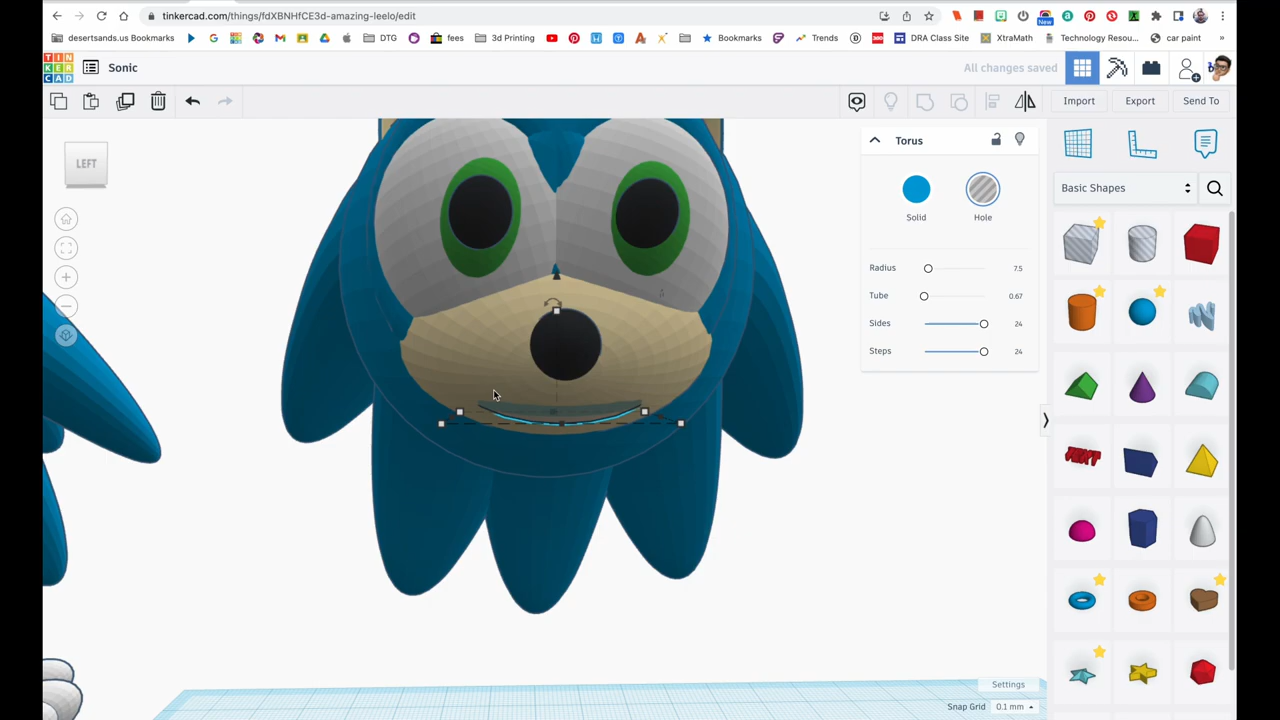 tinkercad.com/things/fdXBNHfCE3d-amazing-leelo/edit
New
desertsands.us Bookmarks
DTG
fees
3d Printing
Bookmarks
Trends
360
DRA Class Site
XtraMath
Technology Resou...
car paint
»
TIN
KER
CAD
Sonic
All changes saved
Import
Export
Send To
LEFT
Torus
Solid
Hole
Radius 7.5
Tube 0.67
Sides 24
Steps 24
Basic Shapes
TEXT
Settings
Snap Grid 0.1 mm